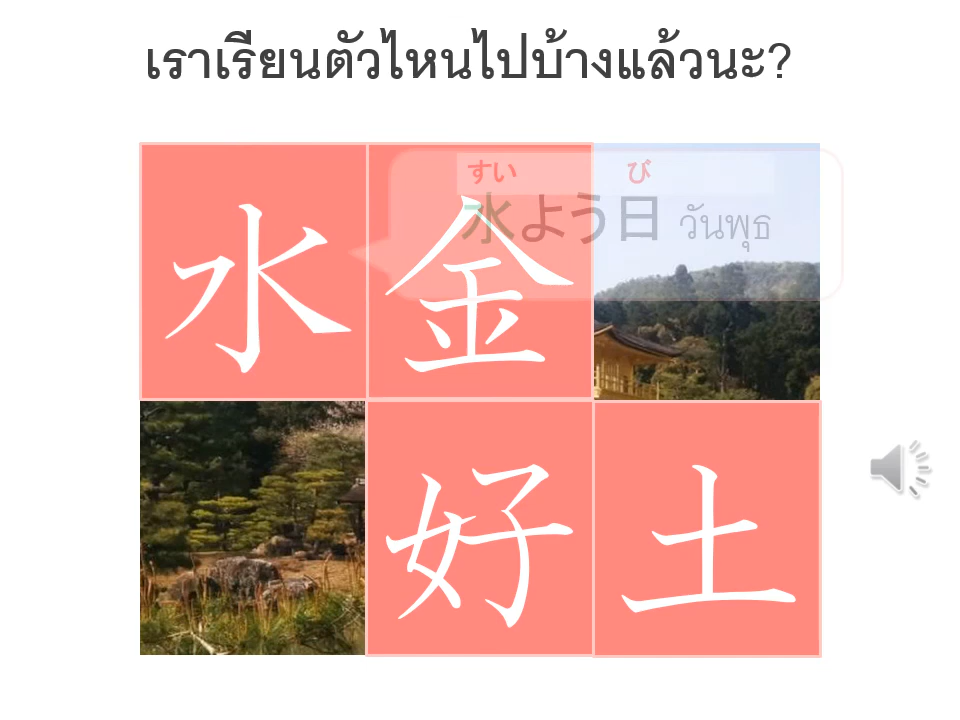 เราเรียนตัวไหนไปบ้างแล้วนะ?
すい び
水よう日 วันพุธ
水 金
好 土